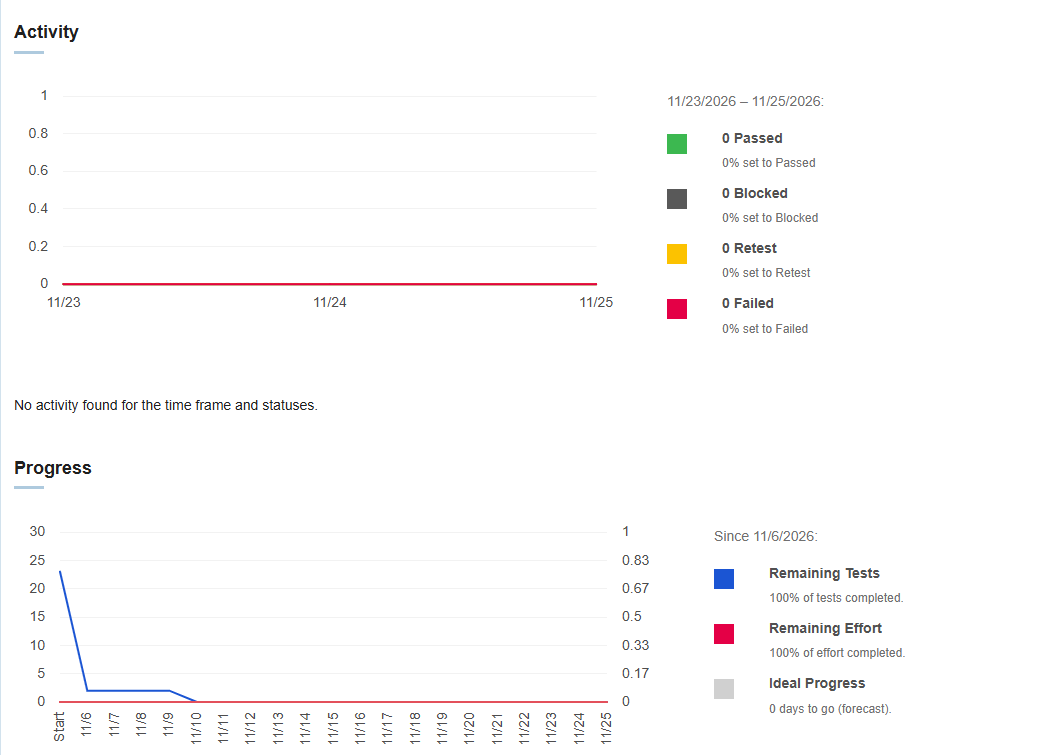 Activity
1
0.8
0.6
0.4
0.2
0
11/23
11/24
11/25
11/23/2026 – 11/25/2026:
0 Passed
0% set to Passed
0 Blocked
0% set to Blocked
0 Retest
0% set to Retest
0 Failed
0% set to Failed
No activity found for the time frame and statuses.
Progress
30
25
20
15
10
5
0
1
0.83
0.67
0.5
0.33
0.17
0
Start
11/6
11/7
11/8
11/9
11/10
11/11
11/12
11/13
11/14
11/15
11/16
11/17
11/18
11/19
11/20
11/21
11/22
11/23
11/24
11/25
Since 11/6/2026:
Remaining Tests
100% of tests completed.
Remaining Effort
100% of effort completed.
Ideal Progress
0 days to go (forecast).